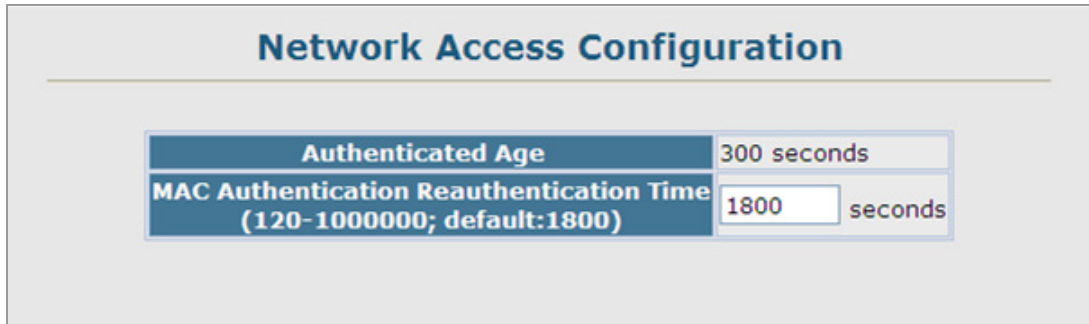 Network Access Configuration
Authenticated Age 300 seconds
MAC Authentication Reauthentication Time
(120-1000000; default:1800)
1800 seconds